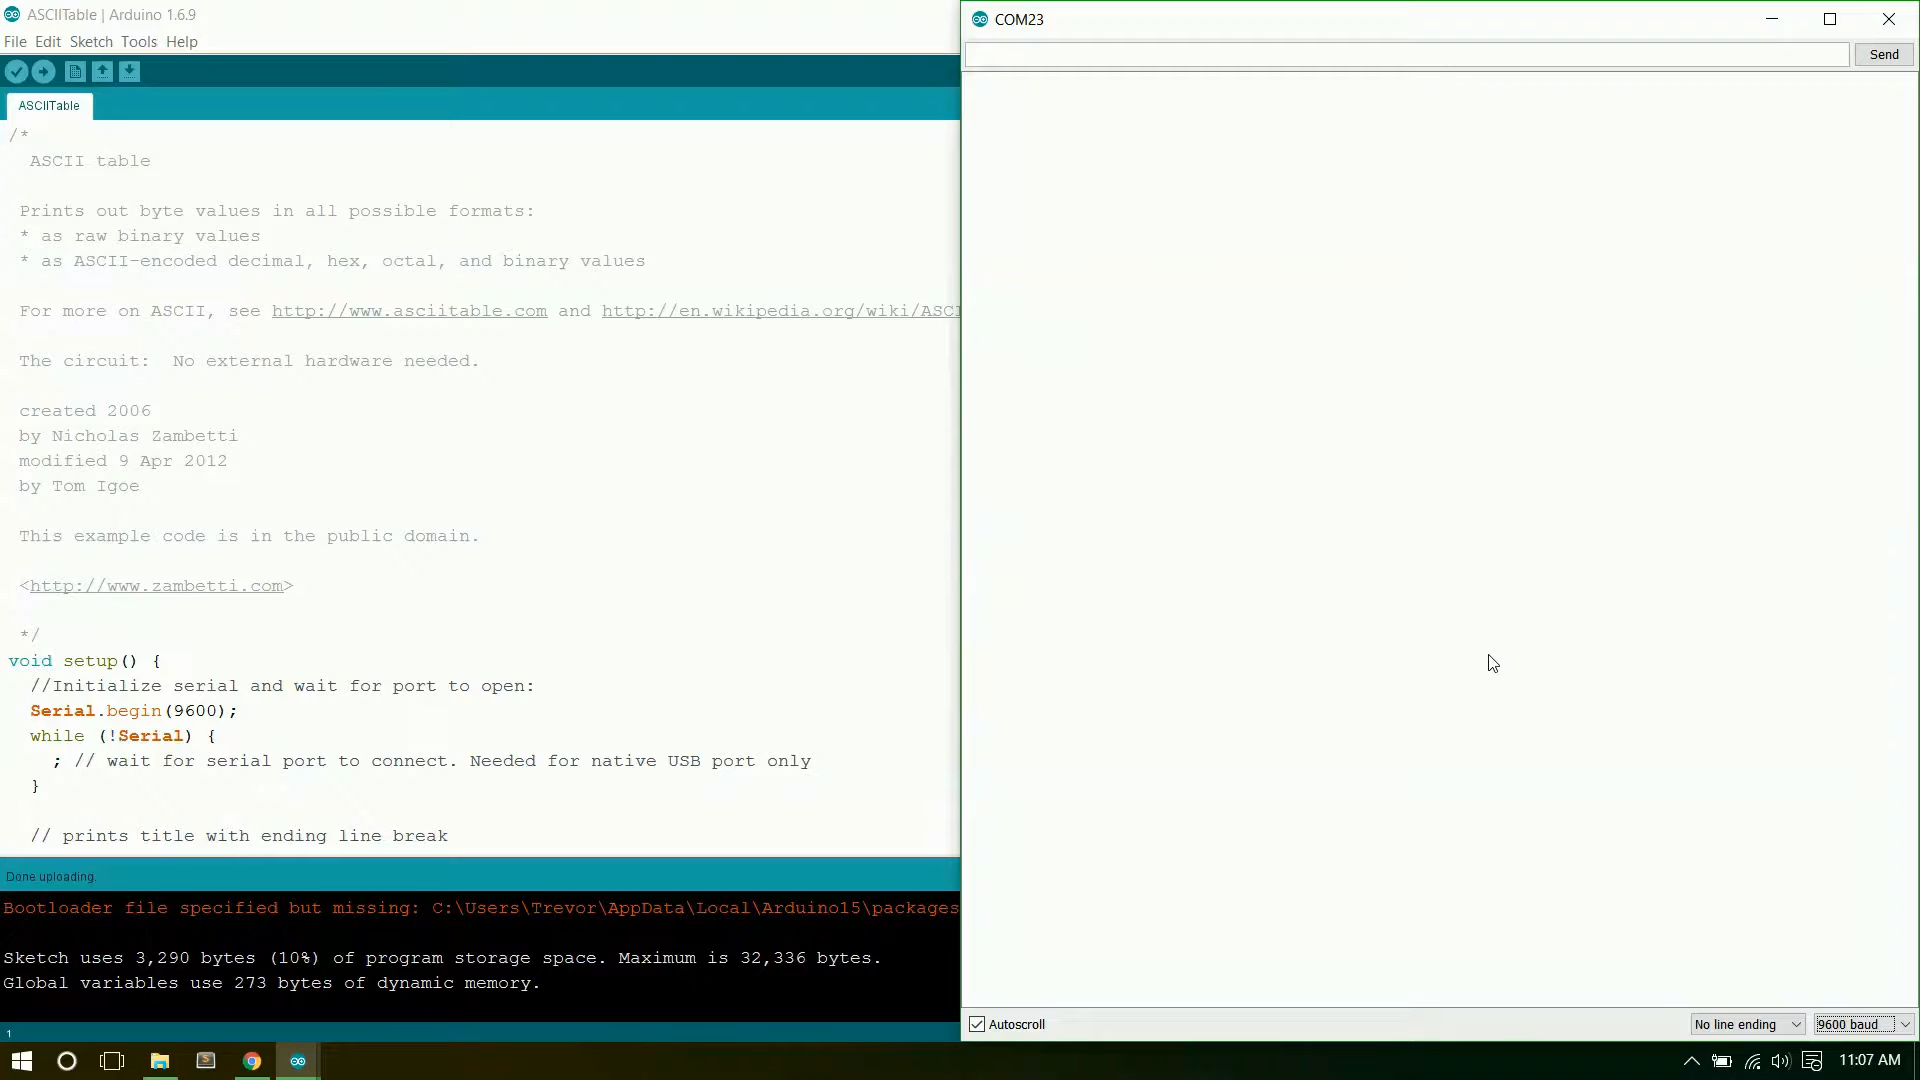 ASCIITable | Arduino 1.6.9
File Edit Sketch Tools Help
ASCIITable
/*
ASCII table
Prints out byte values in all possible formats:
* as raw binary values
* as ASCII-encoded decimal, hex, octal, and binary values
For more on ASCII, see http://www.asciitable.com and http://en.wikipedia.org/wiki/ASCI
The circuit: No external hardware needed.
created 2006
by Nicholas Zambetti
modified 9 Apr 2012
by Tom Igoe
This example code is in the public domain.
<http://www.zambetti.com>
*/
void setup() {
//Initialize serial and wait for port to open:
Serial.begin(9600);
while (!Serial) {
; // wait for serial port to connect. Needed for native USB port only
}
// prints title with ending line break
Done uploading.
Bootloader file specified but missing: C:\Users\Trevor\AppData\Local\Arduino15\packages
Sketch uses 3,290 bytes (10%) of program storage space. Maximum is 32,336 bytes.
Global variables use 273 bytes of dynamic memory.
1
COM23
Send
Autoscroll
No line ending
9600 baud
11:07 AM